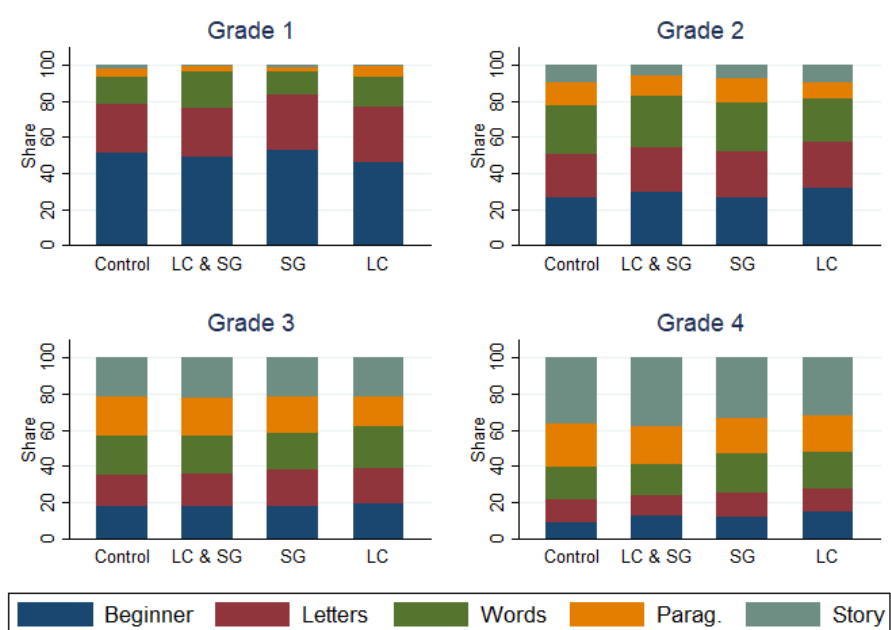 Grade 1
Share
0 20 40 60 80 100
Control LC & SG SG LC
Grade 2
Share
0 20 40 60 80 100
Control LC & SG SG LC
Grade 3
Share
0 20 40 60 80 100
Control LC & SG SG LC
Grade 4
Share
0 20 40 60 80 100
Control LC & SG SG LC
Beginner Letters Words Parag. Story